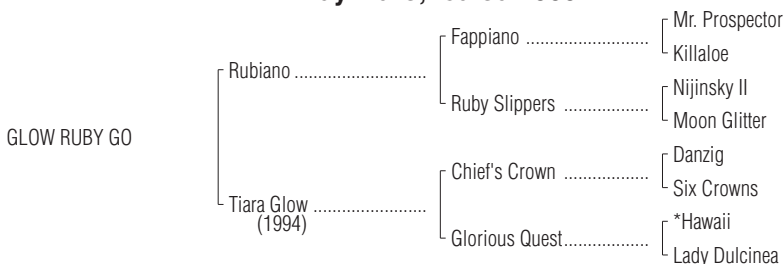 Mr. Prospector
Fappiano ..............................
Killaloe
Rubiano .................................
Nijinsky II
Ruby Slippers .....................
Moon Glitter
GLOW RUBY GO
Danzig
Chief's Crown .....................
Six Crowns
Tiara Glow ............................
(1994)
*Hawaii
Glorious Quest.....................
Lady Dulcinea